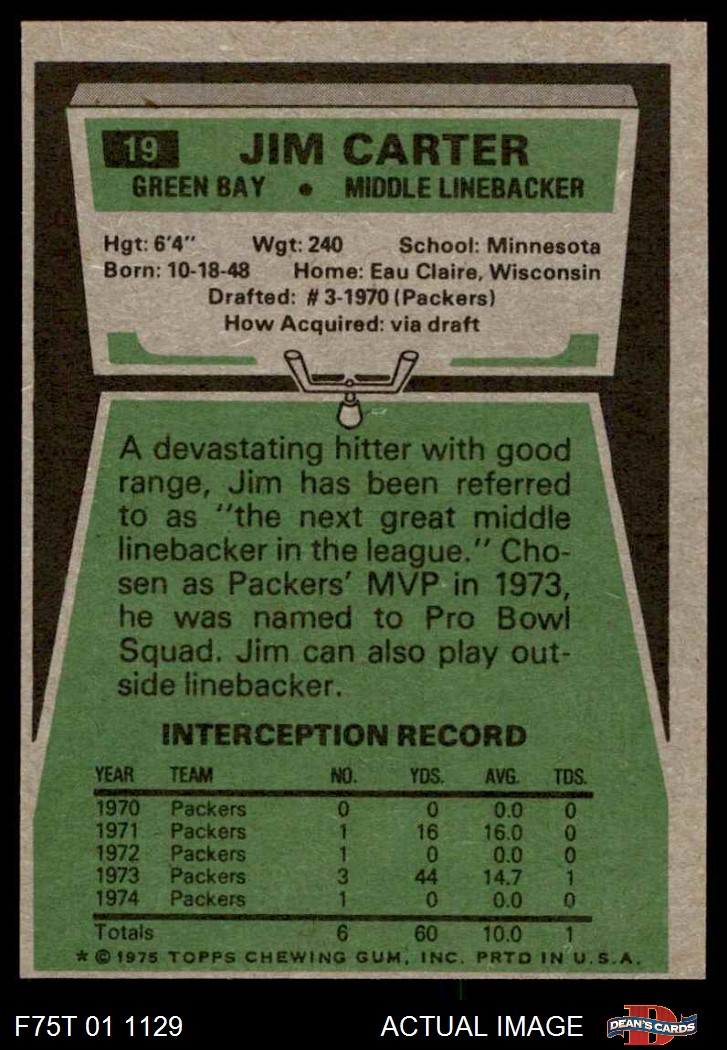 19 JIM CARTER
GREEN BAY • MIDDLE LINEBACKER
Hgt: 6'4" Wgt: 240 School: Minnesota
Born: 10-18-48 Home: Eau Claire, Wisconsin
Drafted: #3-1970 (Packers)
How Acquired: via draft
A devastating hitter with good
range, Jim has been referred
to as "the next great middle
linebacker in the league." Cho-
sen as Packers' MVP in 1973,
he was named to Pro Bowl
Squad. Jim can also play out-
side linebacker.
INTERCEPTION RECORD
YEAR TEAM NO. YDS. AVG. TDS.
1970 Packers 0 0 0.0 0
1971 Packers 1 16 16.0 0
1972 Packers 1 0 0.0 0
1973 Packers 3 44 14.7 1
1974 Packers 1 0 0.0 0
Totals 6 60 10.0 1
* © 1975 TOPPS CHEWING GUM, INC. PRTD IN U.S.A.
F75T 01 1129 ACTUAL IMAGE DEAN'S CARDS